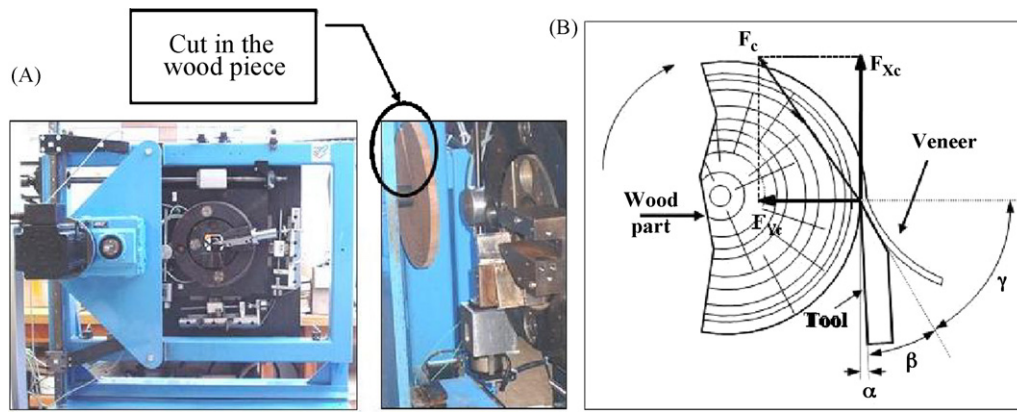 Cut in the
wood piece
(A)
(B)
Fc
FXc
Veneer
Wood
part
FYc
γ
Tool
β
α